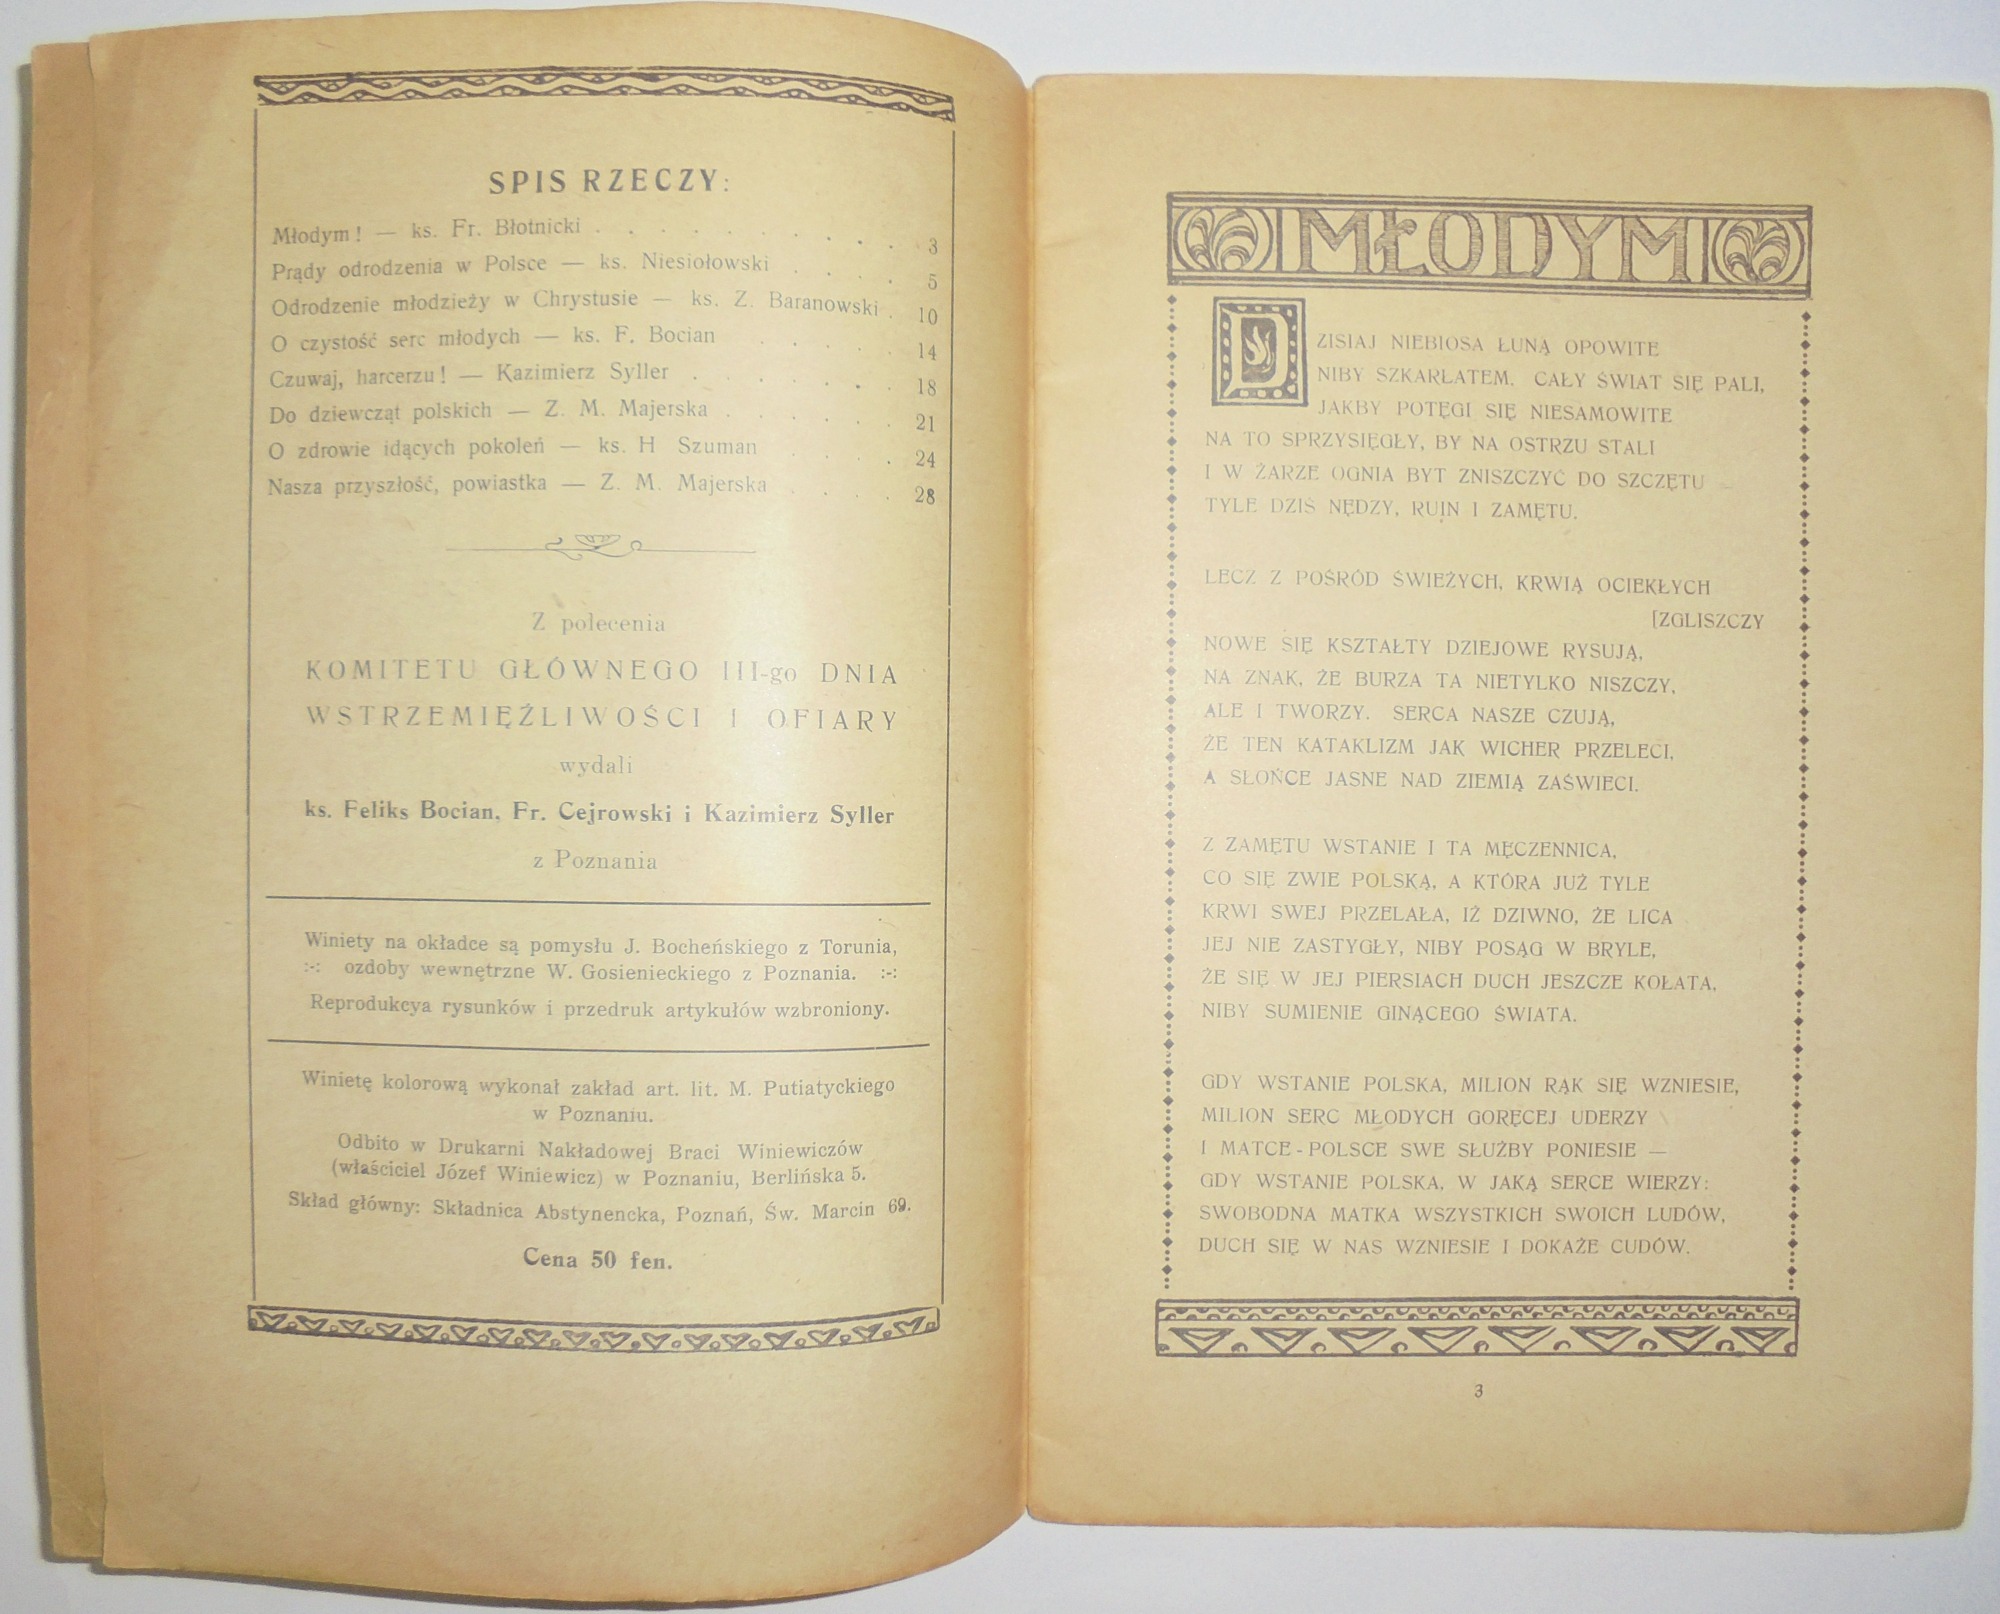 SPIS RZECZY:
Młodym! — ks. Fr. Błotnicki . . . . . . . . . 3
Prądy odrodzenia w Polsce — ks. Niesiołowski . . . . 5
Odrodzenie młodzieży w Chrystusie — ks. Z. Baranowski . 10
O czystość serc młodych — ks. F. Bocian . . . . . 14
Czuwaj, harcerzu! — Kazimierz Syller . . . . . 18
Do dziewcząt polskich — Z. M. Majerska . . . . . 21
O zdrowie idących pokoleń — ks. H Szuman . . . . 24
Nasza przyszłość, powiastka — Z. M. Majerska . . . . 28
Z polecenia
KOMITETU GŁÓWNEGO III-go DNIA
WSTRZEMIĘŹLIWOŚCI I OFIARY
wydali
ks. Feliks Bocian, Fr. Cejrowski i Kazimierz Syller
z Poznania
Winiety na okładce są pomysłu J. Bocheńskiego z Torunia,
:-: ozdoby wewnętrzne W. Gosienieckiego z Poznania. :-:
Reprodukcya rysunków i przedruk artykułów wzbroniony.
Winietę kolorową wykonał zakład art. lit. M. Putiatyckiego
w Poznaniu.
Odbito w Drukarni Nakładowej Braci Winiewiczów
(właściciel Józef Winiewicz) w Poznaniu, Berlińska 5.
Skład główny: Składnica Abstynencka, Poznań, Św. Marcin 69.
Cena 50 fen.
MŁODYM
DZISIAJ NIEBIOSA ŁUNĄ OPOWITE
NIBY SZKARŁATEM. CAŁY ŚWIAT SIĘ PALI,
JAKBY POTĘGI SIĘ NIESAMOWITE
NA TO SPRZYSIĘGŁY, BY NA OSTRZU STALI
I W ŻARZE OGNIA BYT ZNISZCZYĆ DO SZCZĘTU —
TYLE DZIŚ NĘDZY, RUIN I ZAMĘTU.
LECZ Z POŚRÓD ŚWIEŻYCH, KRWIĄ OCIEKŁYCH
[ZGLISZCZY
NOWE SIĘ KSZTAŁTY DZIEJOWE RYSUJĄ,
NA ZNAK, ŻE BURZA TA NIETYLKO NISZCZY,
ALE I TWORZY. SERCA NASZE CZUJĄ,
ŻE TEN KATAKLIZM JAK WICHER PRZELECI,
A SŁOŃCE JASNE NAD ZIEMIĄ ZAŚWIECI.
Z ZAMĘTU WSTANIE I TA MĘCZENNICA,
CO SIĘ ZWIE POLSKĄ, A KTÓRA JUŻ TYLE
KRWI SWEJ PRZELAŁA, IŻ DZIWNO, ŻE LICA
JEJ NIE ZASTYGŁY, NIBY POSĄG W BRYLE,
ŻE SIĘ W JEJ PIERSIACH DUCH JESZCZE KOŁATA,
NIBY SUMIENIE GINĄCEGO ŚWIATA.
GDY WSTANIE POLSKA, MILION RĄK SIĘ WZNIESIE,
MILION SERC MŁODYCH GORĘCEJ UDERZY
I MATCE-POLSCE SWE SŁUŻBY PONIESIE —
GDY WSTANIE POLSKA, W JAKĄ SERCE WIERZY:
SWOBODNA MATKA WSZYSTKICH SWOICH LUDÓW,
DUCH SIĘ W NAS WZNIESIE I DOKAŻE CUDÓW.
3